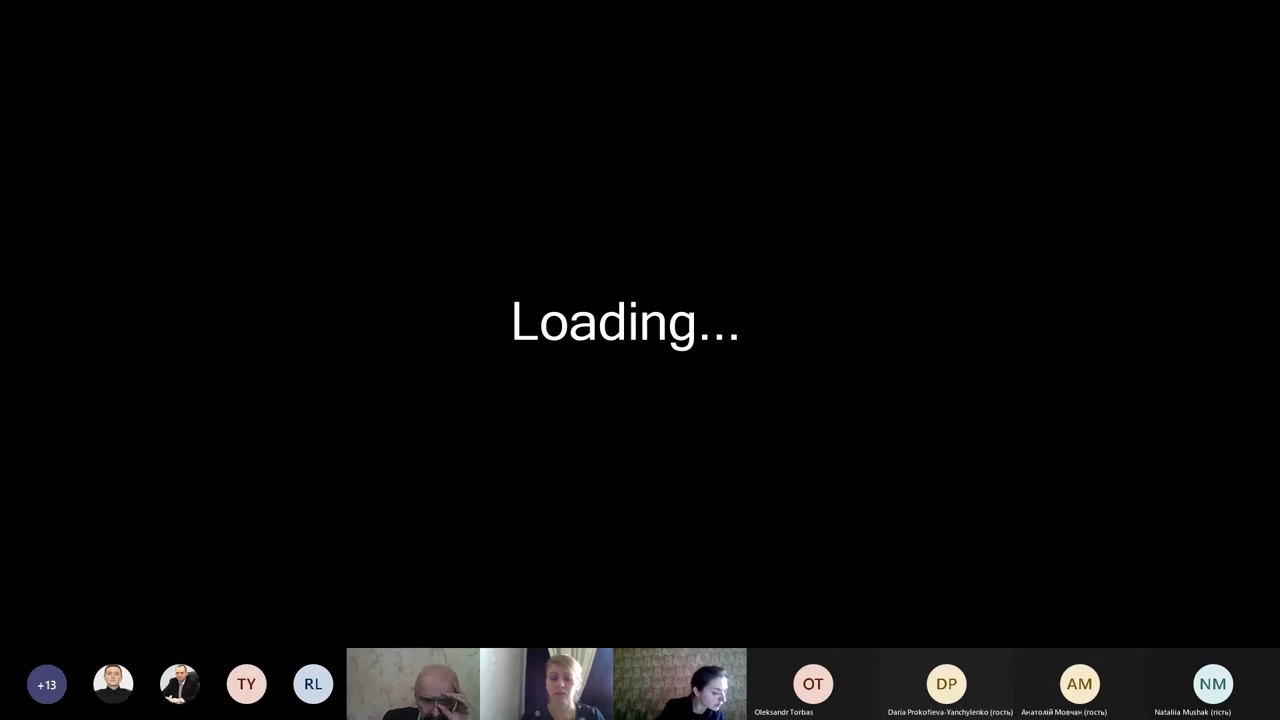 Loading...
+13
TY
RL
OT
DP
AM
NM
Oleksandr Torbas
Daria Prokofieva-Yanchylenko (гость)
Анатолій Мовчан (гость)
Nataliia Mushak (гість)